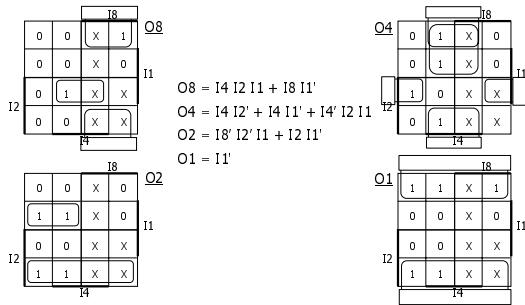 I8 O8
0 0 X 1
0 0 X 0
I1
0 1 X X
I2
0 0 X X
I4
O8 = I4 I2 I1 + I8 I1'
O4 = I4 I2' + I4 I1' + I4' I2 I1
O2 = I8' I2' I1 + I2 I1'
O1 = I1'
O4 I8
0 1 X 0
0 1 X 0
I1
1 0 X X
I2
0 1 X X
I4
I8 O2
0 0 X 0
1 1 X 0
I1
0 0 X X
I2
1 1 X X
I4
O1 I8
1 1 X 1
0 0 X 0
I1
0 0 X X
I2
1 1 X X
I4